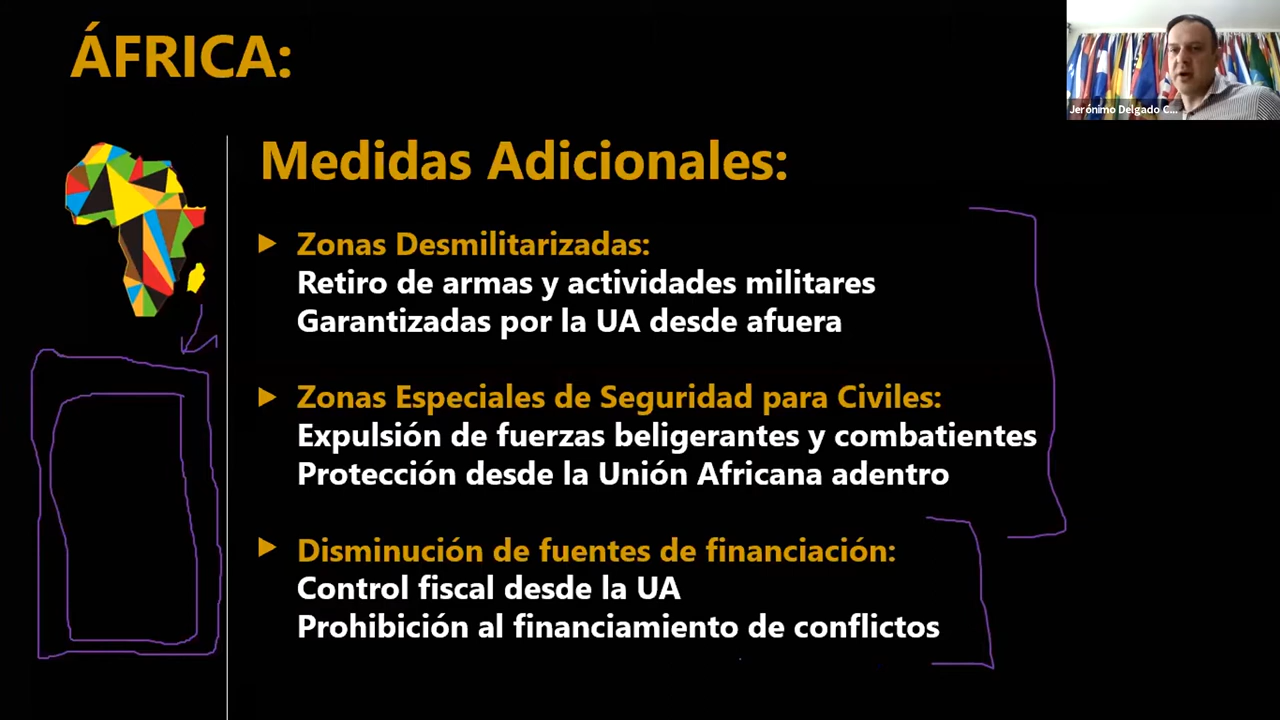 ÁFRICA:
Jerónimo Delgado C...
Medidas Adicionales:
Zonas Desmilitarizadas:
Retiro de armas y actividades militares
Garantizadas por la UA desde afuera
Zonas Especiales de Seguridad para Civiles:
Expulsión de fuerzas beligerantes y combatientes
Protección desde la Unión Africana adentro
Disminución de fuentes de financiación:
Control fiscal desde la UA
Prohibición al financiamiento de conflictos